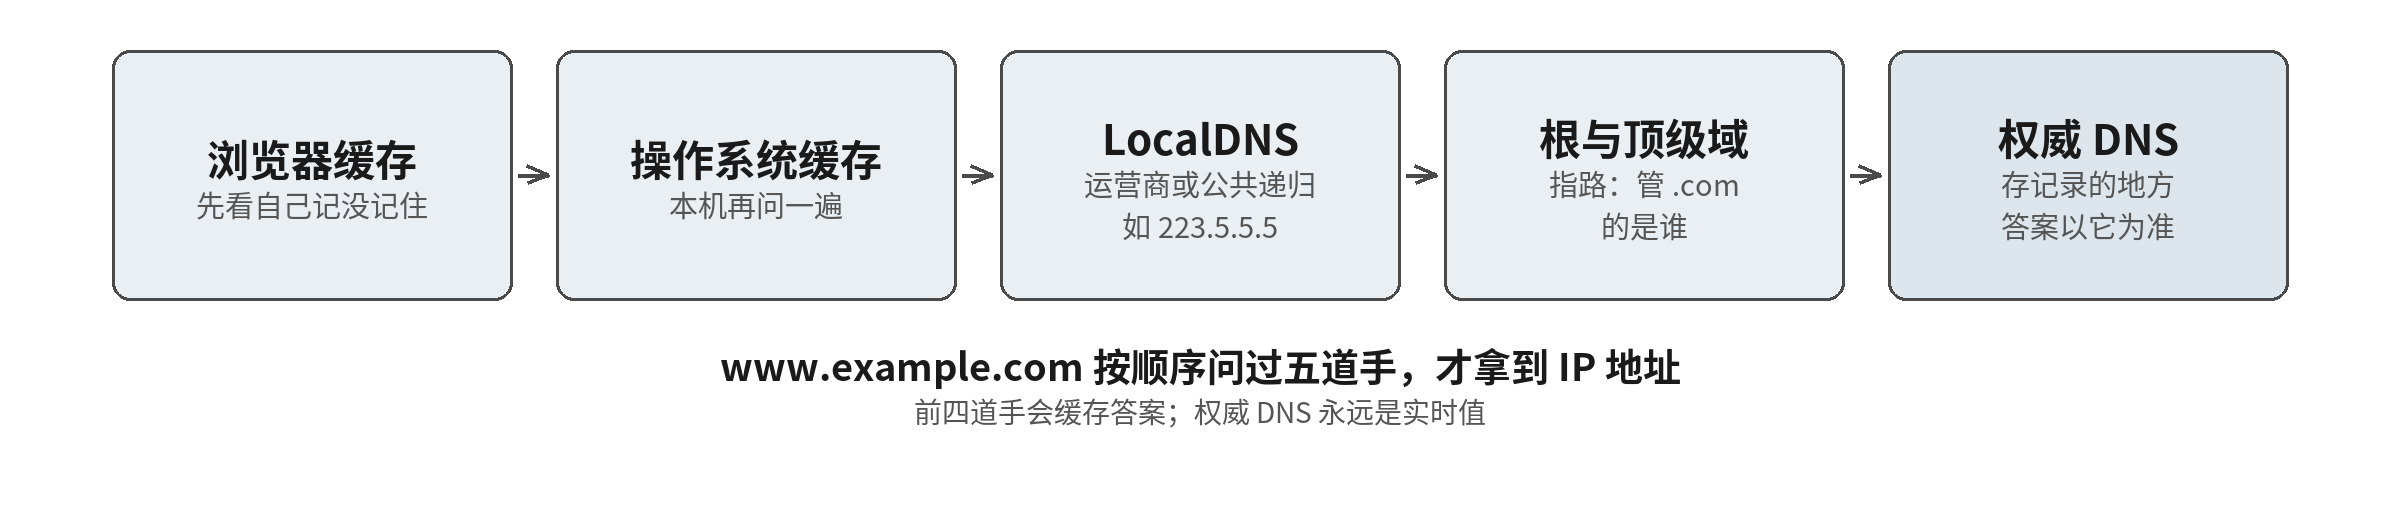 浏览器缓存
先看自己记没记住
操作系统缓存
本机再问一遍
LocalDNS
运营商或公共递归
如 223.5.5.5
根与顶级域
指路：管 .com
的是谁
权威 DNS
存记录的地方
答案以它为准
www.example.com 按顺序问过五道手，才拿到 IP 地址
前四道手会缓存答案；权威 DNS 永远是实时值